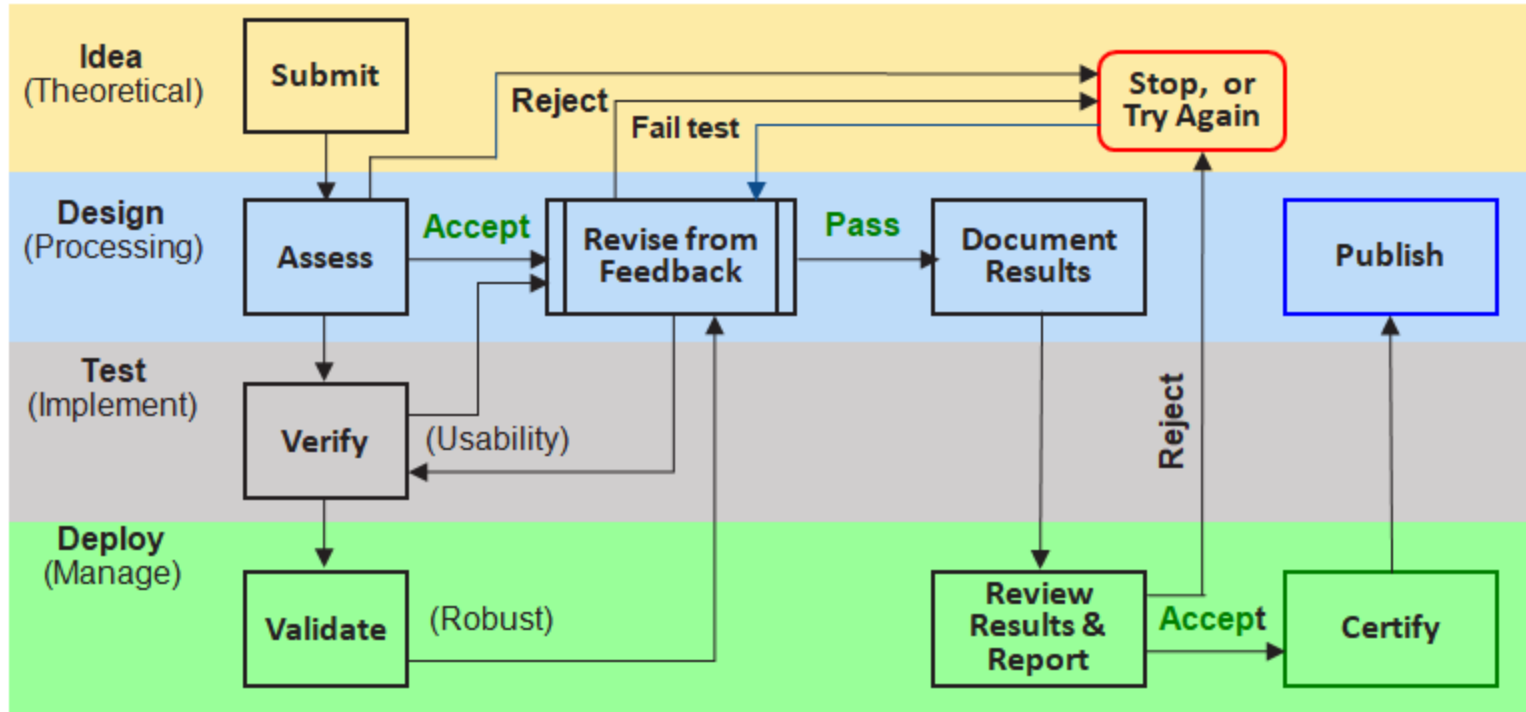 Idea
(Theoretical)
Submit
Reject
Fail test
Stop, or
Try Again
Design
(Processing)
Assess
Accept
Revise from
Feedback
Pass
Document
Results
Publish
Test
(Implement)
Verify
(Usability)
Reject
Deploy
(Manage)
Validate
(Robust)
Review
Results &
Report
Accept
Certify